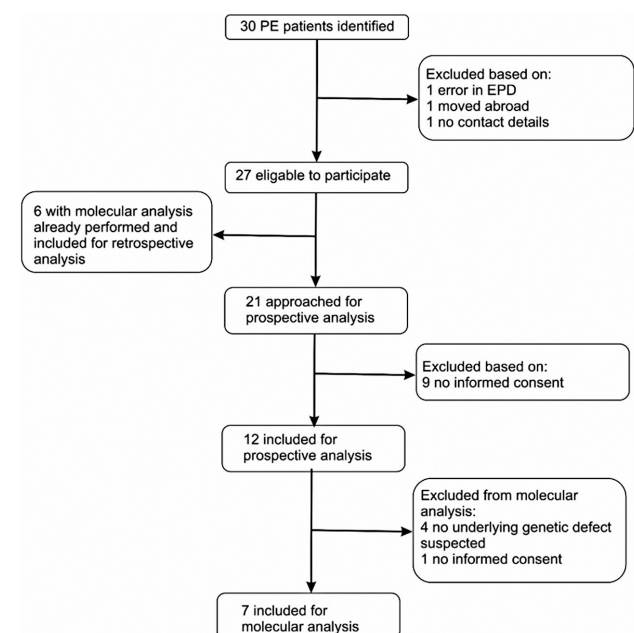 30 PE patients identified
Excluded based on:
1 error in EPD
1 moved abroad
1 no contact details
27 eligable to participate
6 with molecular analysis
already performed and
included for retrospective
analysis
21 approached for
prospective analysis
Excluded based on:
9 no informed consent
12 included for
prospective analysis
Excluded from molecular
analysis:
4 no underlying genetic defect
suspected
1 no informed consent
7 included for
molecular analysis